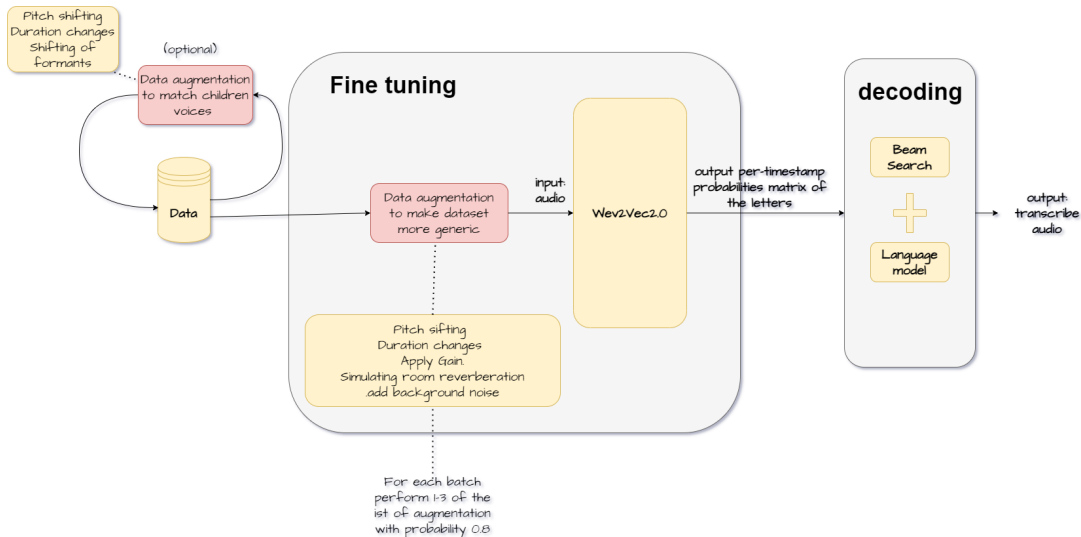 Pitch shifting
Duration changes
Shifting of
formants
(optional)
Data augmentation
to match children
voices
Data
Fine tuning
Data augmentation
to make dataset
more generic
input:
audio
Wev2Vec2.0
Pitch sifting
Duration changes
Apply Gain.
Simulating room reverberation
.add background noise
For each batch
perform 1-3 of the
ist of augmentation
with probability 0.8
output per-timestamp
probabilities matrix of
the letters
decoding
Beam
Search
Language
model
output:
transcribe
audio